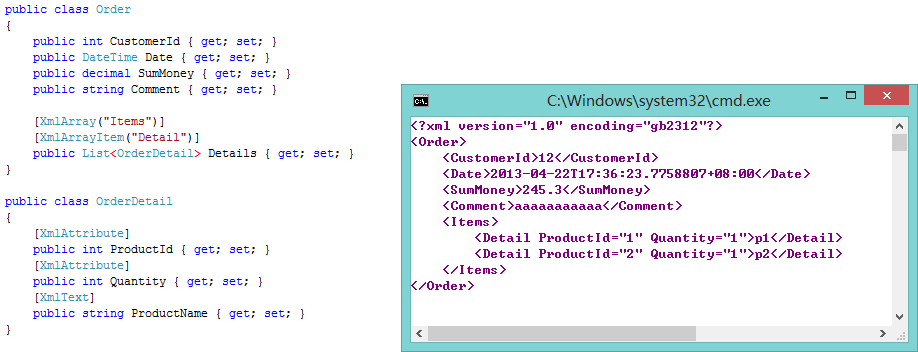 public class Order
{
    public int CustomerId { get; set; }
    public DateTime Date { get; set; }
    public decimal SumMoney { get; set; }
    public string Comment { get; set; }

    [XmlArray("Items")]
    [XmlArrayItem("Detail")]
    public List<OrderDetail> Details { get; set; }
}

public class OrderDetail
{
    [XmlAttribute]
    public int ProductId { get; set; }
    [XmlAttribute]
    public int Quantity { get; set; }
    [XmlText]
    public string ProductName { get; set; }
}
C:\Windows\system32\cmd.exe
<?xml version="1.0" encoding="gb2312"?>
<Order>
    <CustomerId>12</CustomerId>
    <Date>2013-04-22T17:36:23.7758807+08:00</Date>
    <SumMoney>245.3</SumMoney>
    <Comment>aaaaaaaaaaa</Comment>
    <Items>
        <Detail ProductId="1" Quantity="1">p1</Detail>
        <Detail ProductId="2" Quantity="1">p2</Detail>
    </Items>
</Order>